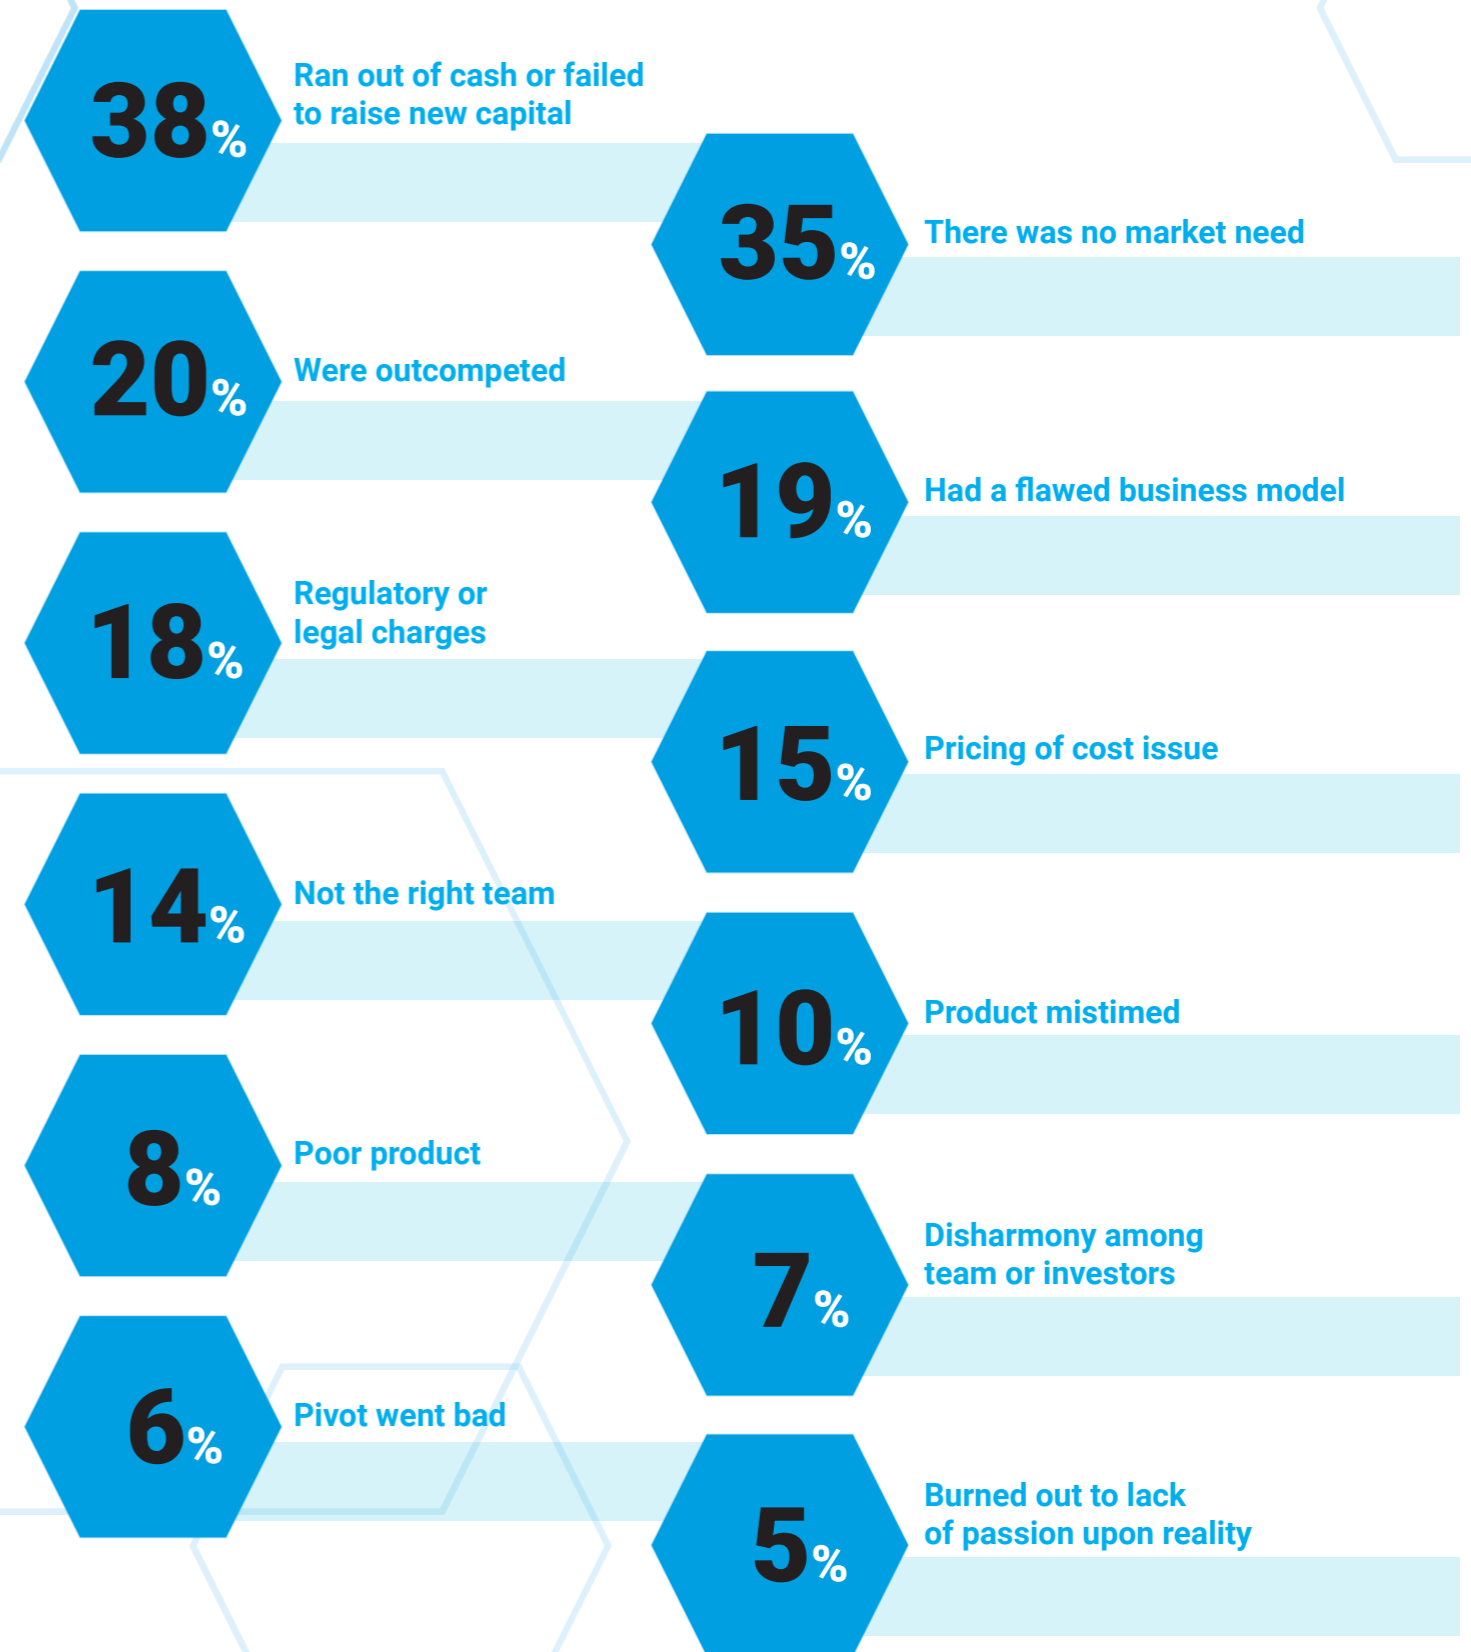 38%
Ran out of cash or failed
to raise new capital
35%
There was no market need
20%
Were outcompeted
19%
Had a flawed business model
18%
Regulatory or
legal charges
15%
Pricing of cost issue
14%
Not the right team
10%
Product mistimed
8%
Poor product
7%
Disharmony among
team or investors
6%
Pivot went bad
5%
Burned out to lack
of passion upon reality